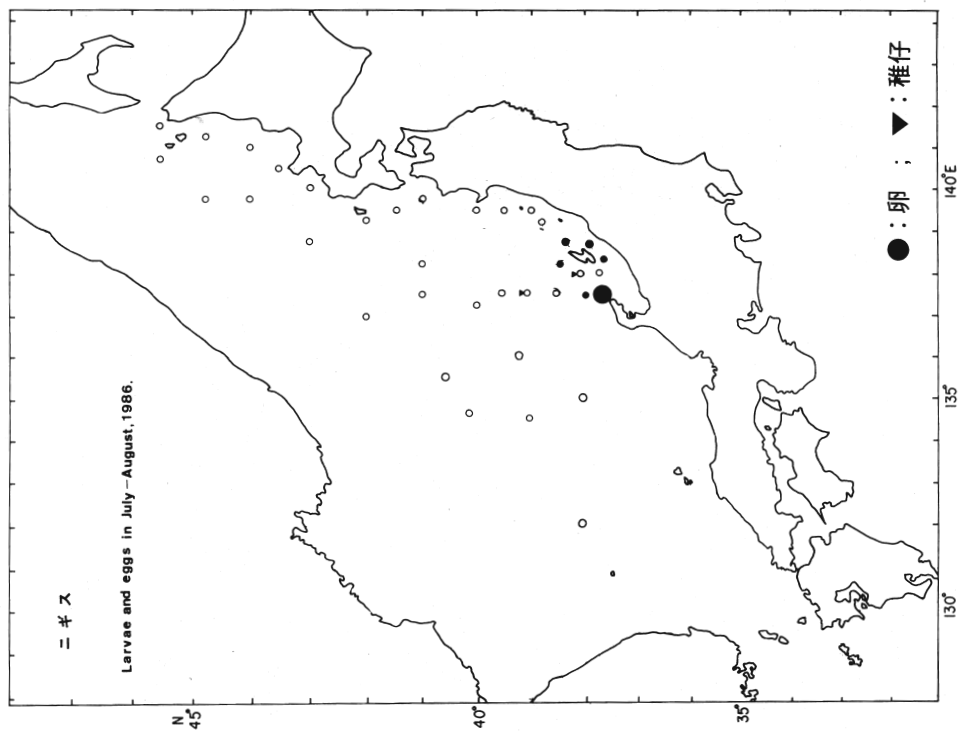 ニギス
Larvae and eggs in July–August, 1986.
N
45°
40°
35°
130°
135°
140°E
●:卵 ; ▼:稚仔